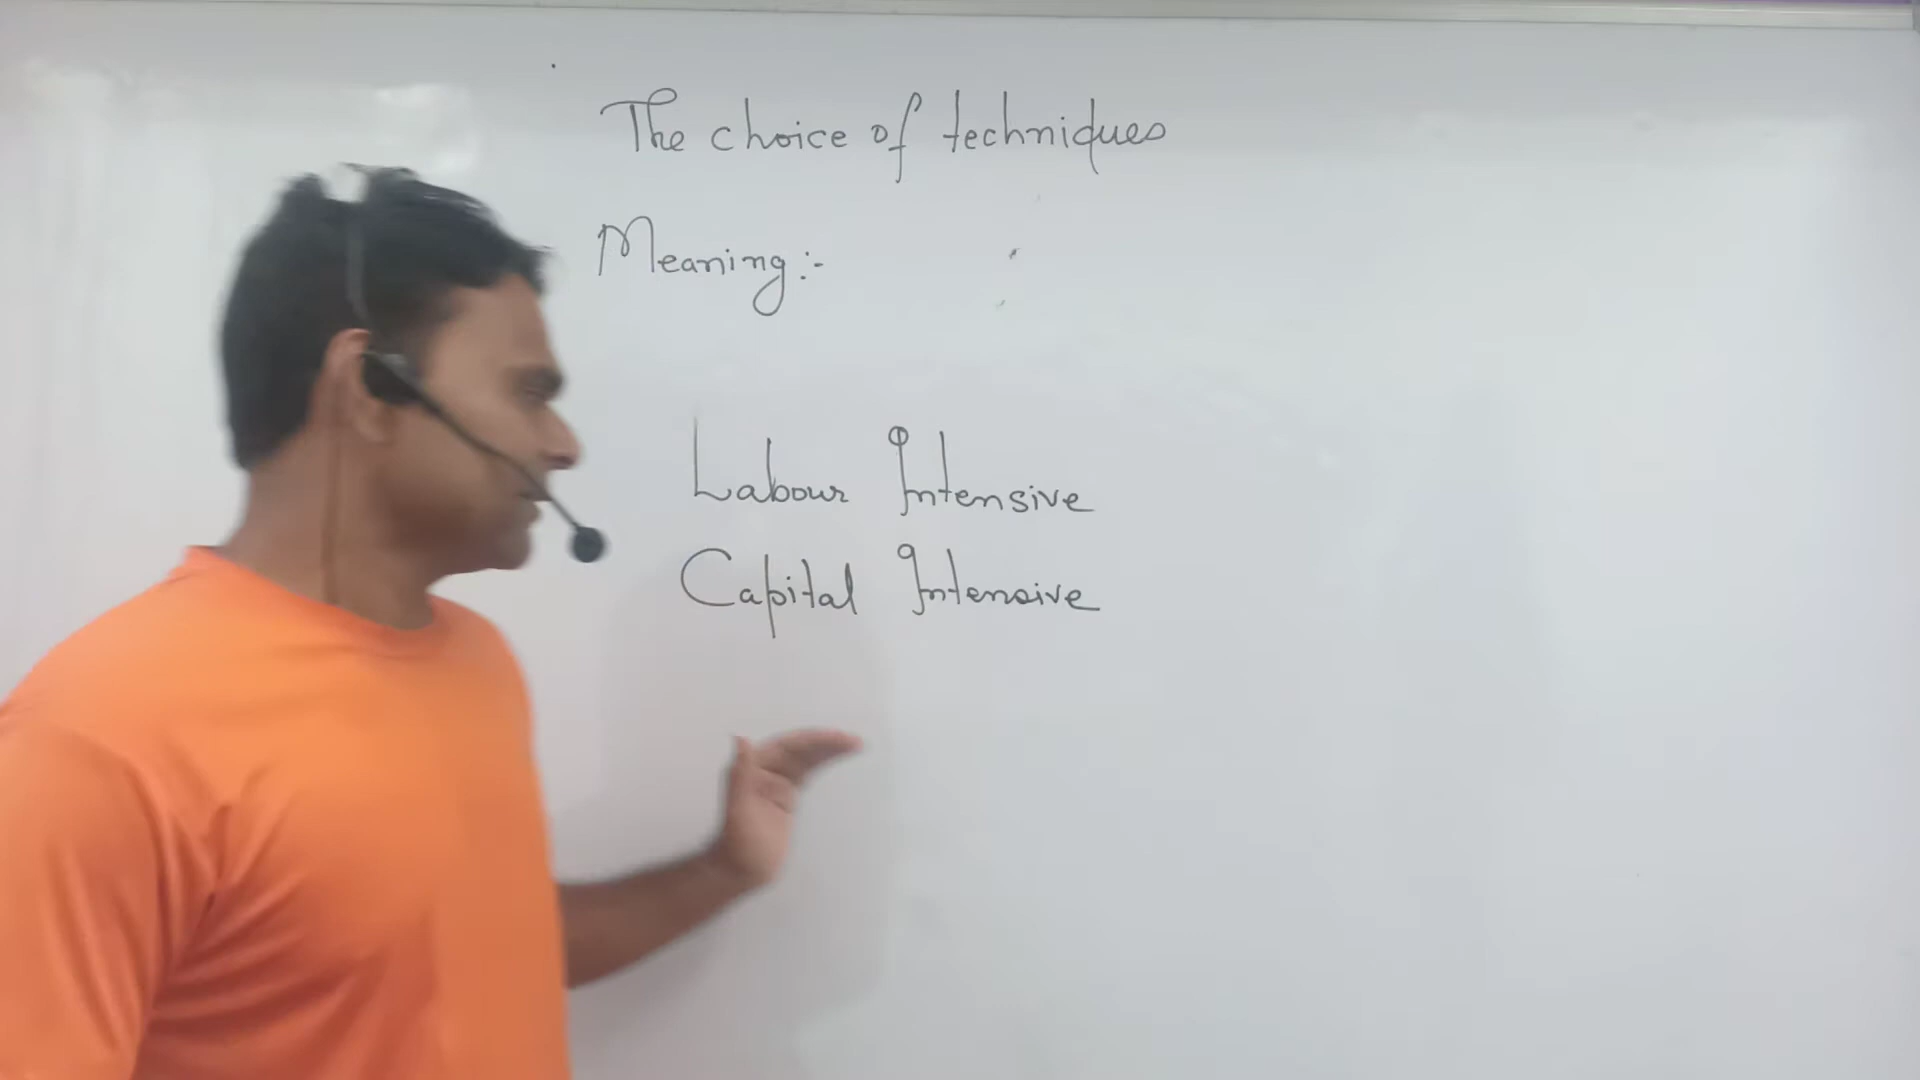 The choice of techniques
Meaning :-
Labour Intensive
Capital Intensive